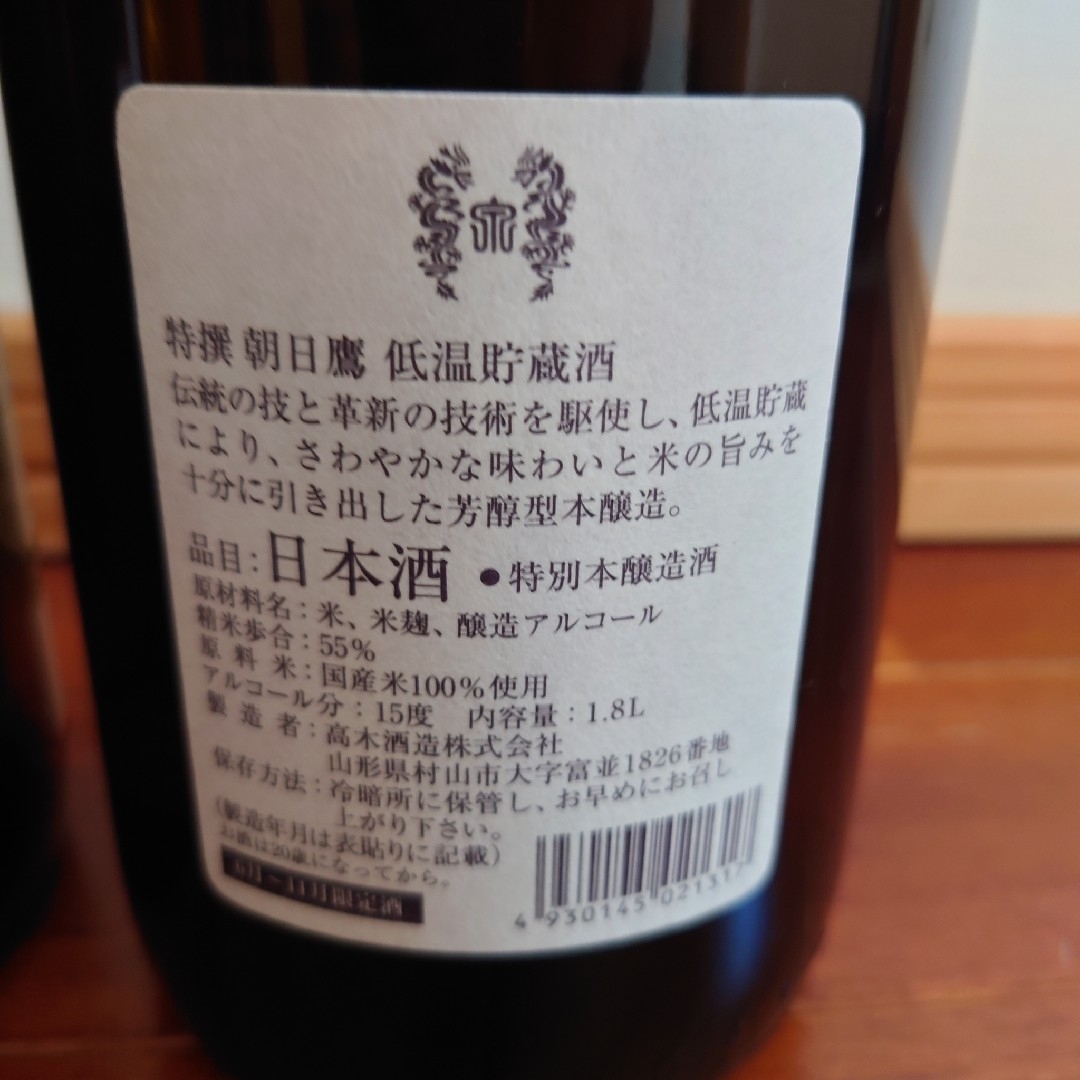 特撰 朝日鷹 低温貯蔵酒
伝統の技と革新の技術を駆使し、低温貯蔵
により、さわやかな味わいと米の旨みを
十分に引き出した芳醇型本醸造。
品目：日本酒 ●特別本醸造酒
原材料名：米、米麹、醸造アルコール
精米歩合：55%
原料米：国産米100%使用
アルコール分：15度 内容量：1.8L
製造者：高木酒造株式会社
山形県村山市大字富並1826番地
保存方法：冷暗所に保管し、お早めにお召し
上がり下さい。
(製造年月は表貼りに記載)
お酒は20歳になってから。
月～11月限定酒
4 930145 02131